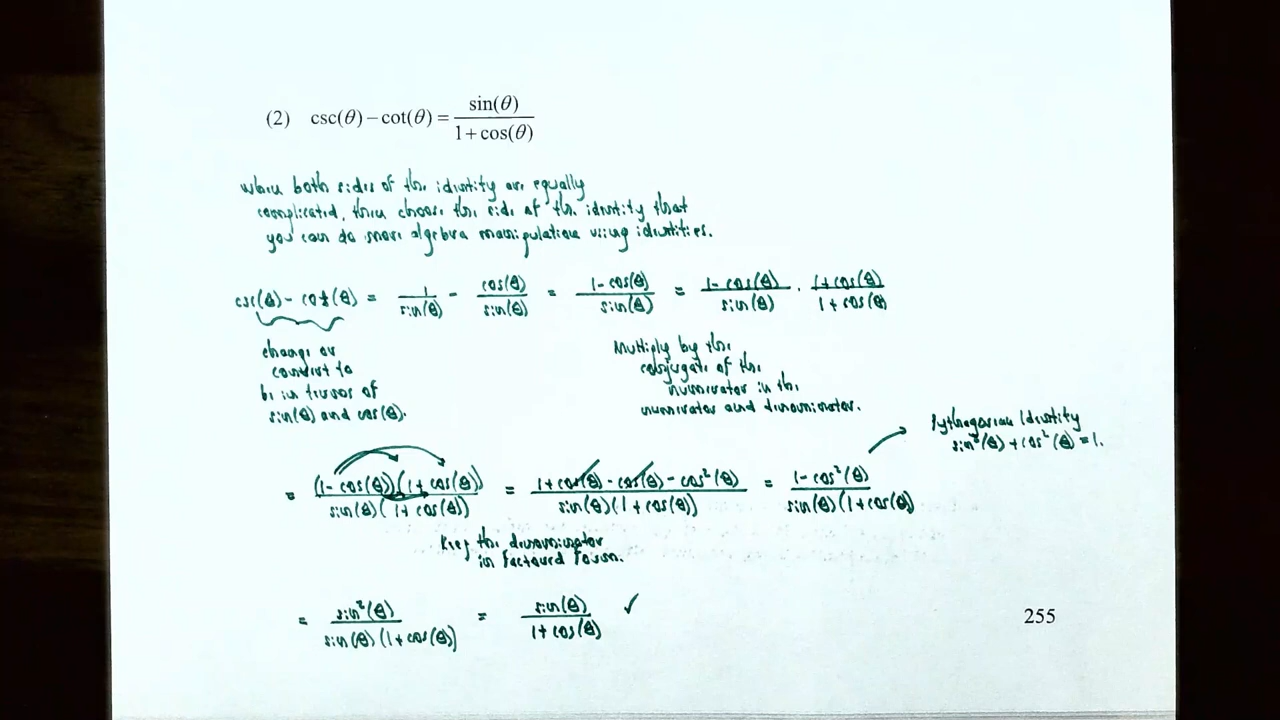 (2) csc(θ) − cot(θ) = sin(θ) / 1 + cos(θ)
When both sides of the identity are equally
complicated, then choose the side of the identity that
you can do more algebra manipulation using identities.
csc(θ) − cot(θ) = 1 / sin(θ) − cos(θ) / sin(θ) = 1 − cos(θ) / sin(θ) = 1 − cos(θ) / sin(θ) · 1 + cos(θ) / 1 + cos(θ)
change or
convert to
be in terms of
sin(θ) and cos(θ).
Multiply by the
conjugate of the
numerator in the
numerator and denominator.
Pythagorean Identity
sin²(θ) + cos²(θ) = 1.
= (1 − cos(θ))(1 + cos(θ)) / sin(θ)(1 + cos(θ)) = 1 + cos(θ) − cos(θ) − cos²(θ) / sin(θ)(1 + cos(θ)) = 1 − cos²(θ) / sin(θ)(1 + cos(θ))
Keep the denominator
in Factored Form.
= sin²(θ) / sin(θ)(1 + cos(θ)) = sin(θ) / 1 + cos(θ) ✓
255